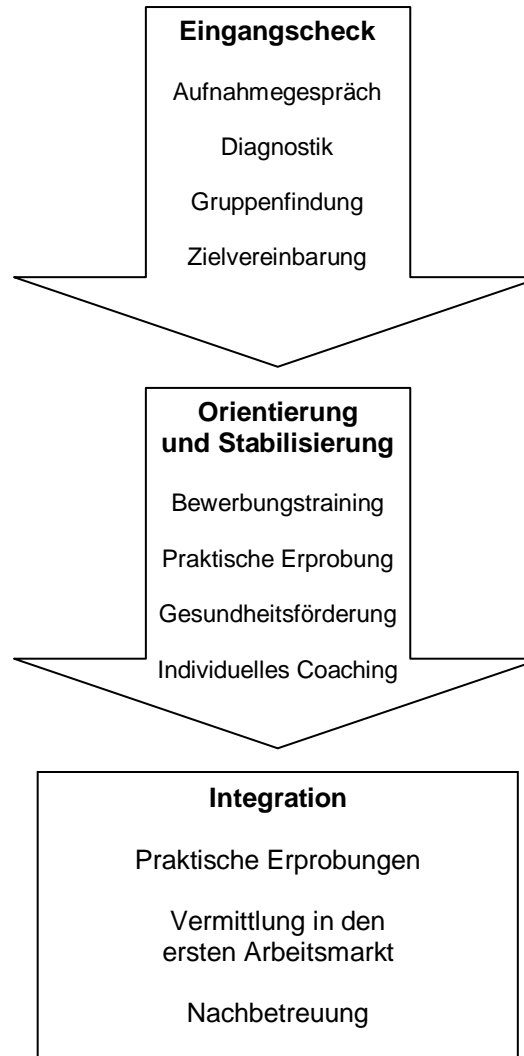 Eingangscheck
Aufnahmegespräch
Diagnostik
Gruppenfindung
Zielvereinbarung
Orientierung
und Stabilisierung
Bewerbungstraining
Praktische Erprobung
Gesundheitsförderung
Individuelles Coaching
Integration
Praktische Erprobungen
Vermittlung in den
ersten Arbeitsmarkt
Nachbetreuung